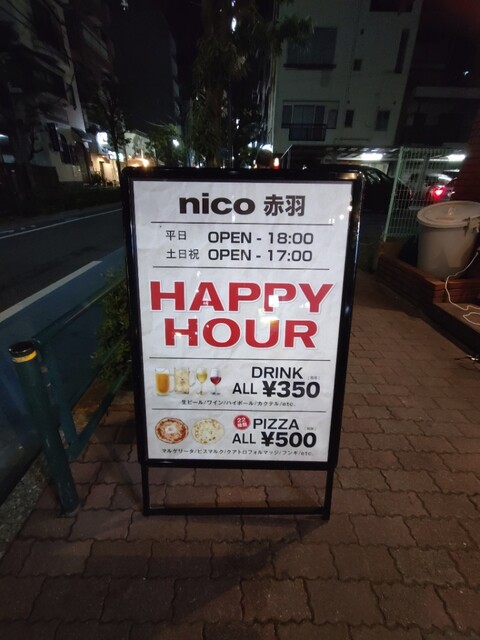 nico 赤羽
平日 OPEN - 18:00
土日祝 OPEN - 17:00
HAPPY
HOUR
DRINK
ALL ¥350
生ビール/ワイン/ハイボール/カクテル/etc.
PIZZA
ALL ¥500
マルゲリータ/ビスマルク/クアトロフォルマッジ/フンギ/etc.